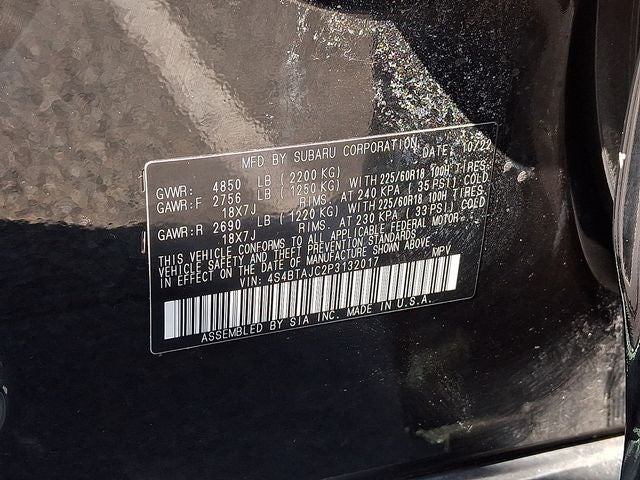 MFD BY SUBARU CORPORATION DATE: 10/22
GVWR: 4850 LB (2200 KG)
GAWR:F 2756 LB (1250 KG) WITH 225/60R18 100H TIRES,
18X7J RIMS, AT 240 KPA (35 PSI) COLD
GAWR:R 2690 LB (1220 KG) WITH 225/60R18 100H TIRES,
18X7J RIMS, AT 230 KPA (33 PSI) COLD
THIS VEHICLE CONFORMS TO ALL APPLICABLE FEDERAL MOTOR
VEHICLE SAFETY AND THEFT PREVENTION STANDARDS
IN EFFECT ON THE DATE OF MANUFACTURE SHOWN ABOVE.
VIN: 4S4BTAJC2P3132017 MPV
ASSEMBLED BY SIA INC. MADE IN U.S.A.